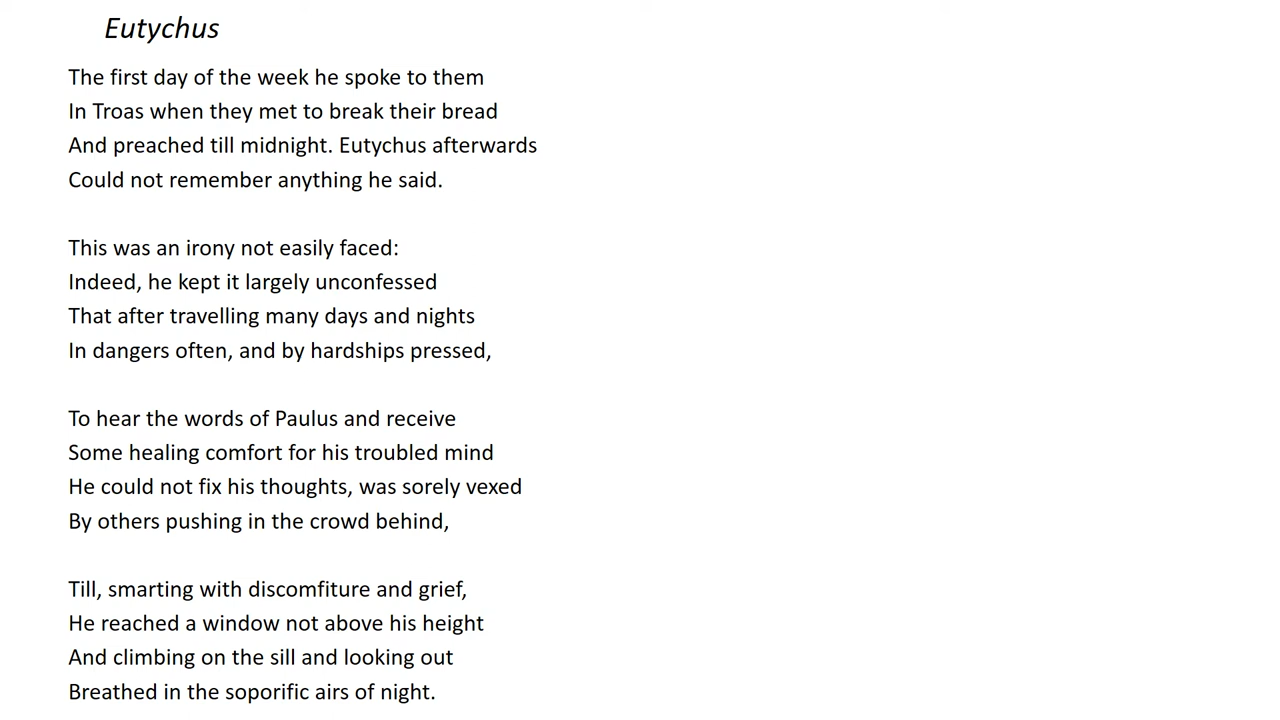 Eutychus
The first day of the week he spoke to them
In Troas when they met to break their bread
And preached till midnight. Eutychus afterwards
Could not remember anything he said.
This was an irony not easily faced:
Indeed, he kept it largely unconfessed
That after travelling many days and nights
In dangers often, and by hardships pressed,
To hear the words of Paulus and receive
Some healing comfort for his troubled mind
He could not fix his thoughts, was sorely vexed
By others pushing in the crowd behind,
Till, smarting with discomfiture and grief,
He reached a window not above his height
And climbing on the sill and looking out
Breathed in the soporific airs of night.